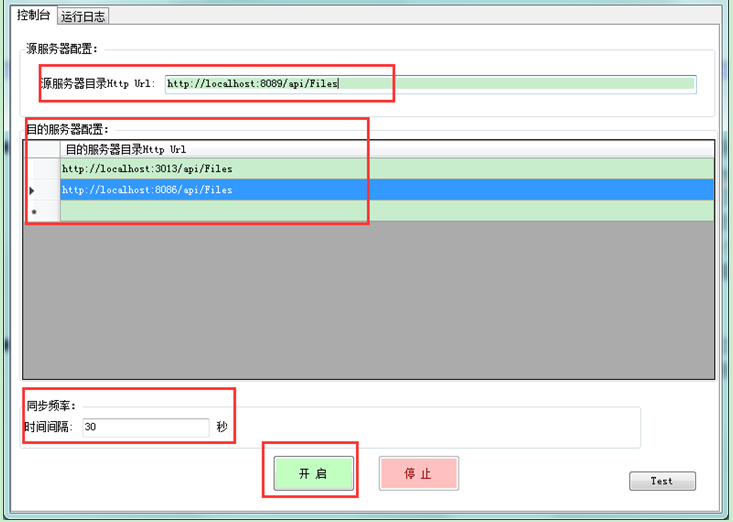 控制台 运行日志
源服务器配置：
源服务器目录Http Url: http://localhost:8089/api/Files
目的服务器配置：
目的服务器目录Http Url
http://localhost:3013/api/Files
http://localhost:8086/api/Files
同步频率：
时间间隔: 30 秒
开 启 停 止 Test